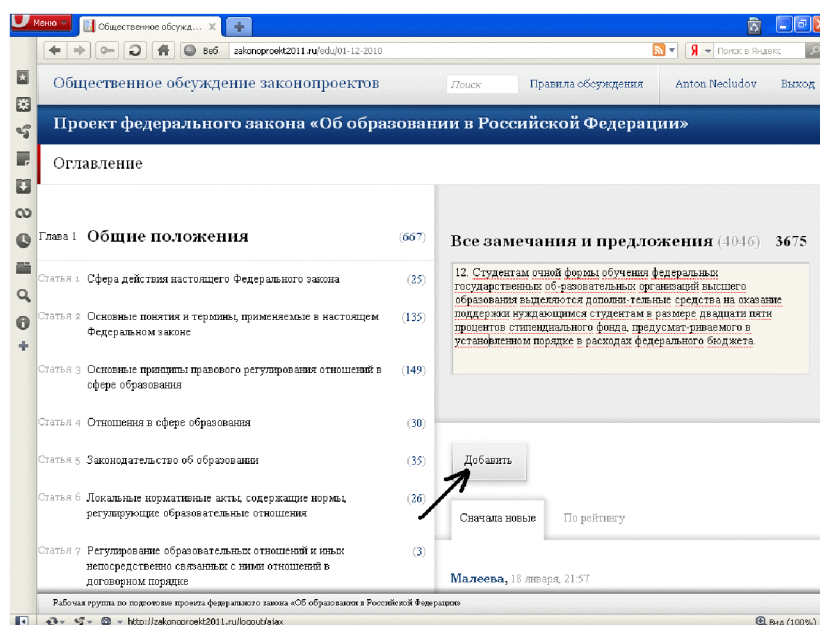 Меню
Общественное обсужд...
Веб
zakonoproekt2011.ru/edu/01-12-2010
Поиск в Яндекс
Общественное обсуждение законопроектов
Поиск
Правила обсуждения
Anton Necludov
Выход
Проект федерального закона «Об образовании в Российской Федерации»
Оглавление
Глава 1 Общие положения (667)
Статья 1 Сфера действия настоящего Федерального закона (25)
Статья 2 Основные понятия и термины, применяемые в настоящем (135)
Федеральном законе
Статья 3 Основные принципы правового регулирования отношений в (149)
сфере образования
Статья 4 Отношения в сфере образования (30)
Статья 5 Законодательство об образовании (35)
Статья 6 Локальные нормативные акты, содержащие нормы, (26)
регулирующие образовательные отношения
Статья 7 Регулирование образовательных отношений и иных (3)
непосредственно связанных с ними отношений в
договорном порядке
Все замечания и предложения (4046) 3675
12. Студентам очной формы обучения федеральных
государственных об-разовательных организаций высшего
образования выделяются дополни-тельные средства на оказание
поддержки нуждающимся студентам в размере двадцати пяти
процентов стипендиального фонда, предусмат-риваемого в
установленном порядке в расходах федерального бюджета.
Добавить
Сначала новые
По рейтингу
Малеева, 18 января, 21:57
Рабочая группа по подготовке проекта федерального закона «Об образовании в Российской Федерации»
http://zakonoproekt2011.ru/logout/ajax
Вид (100%)